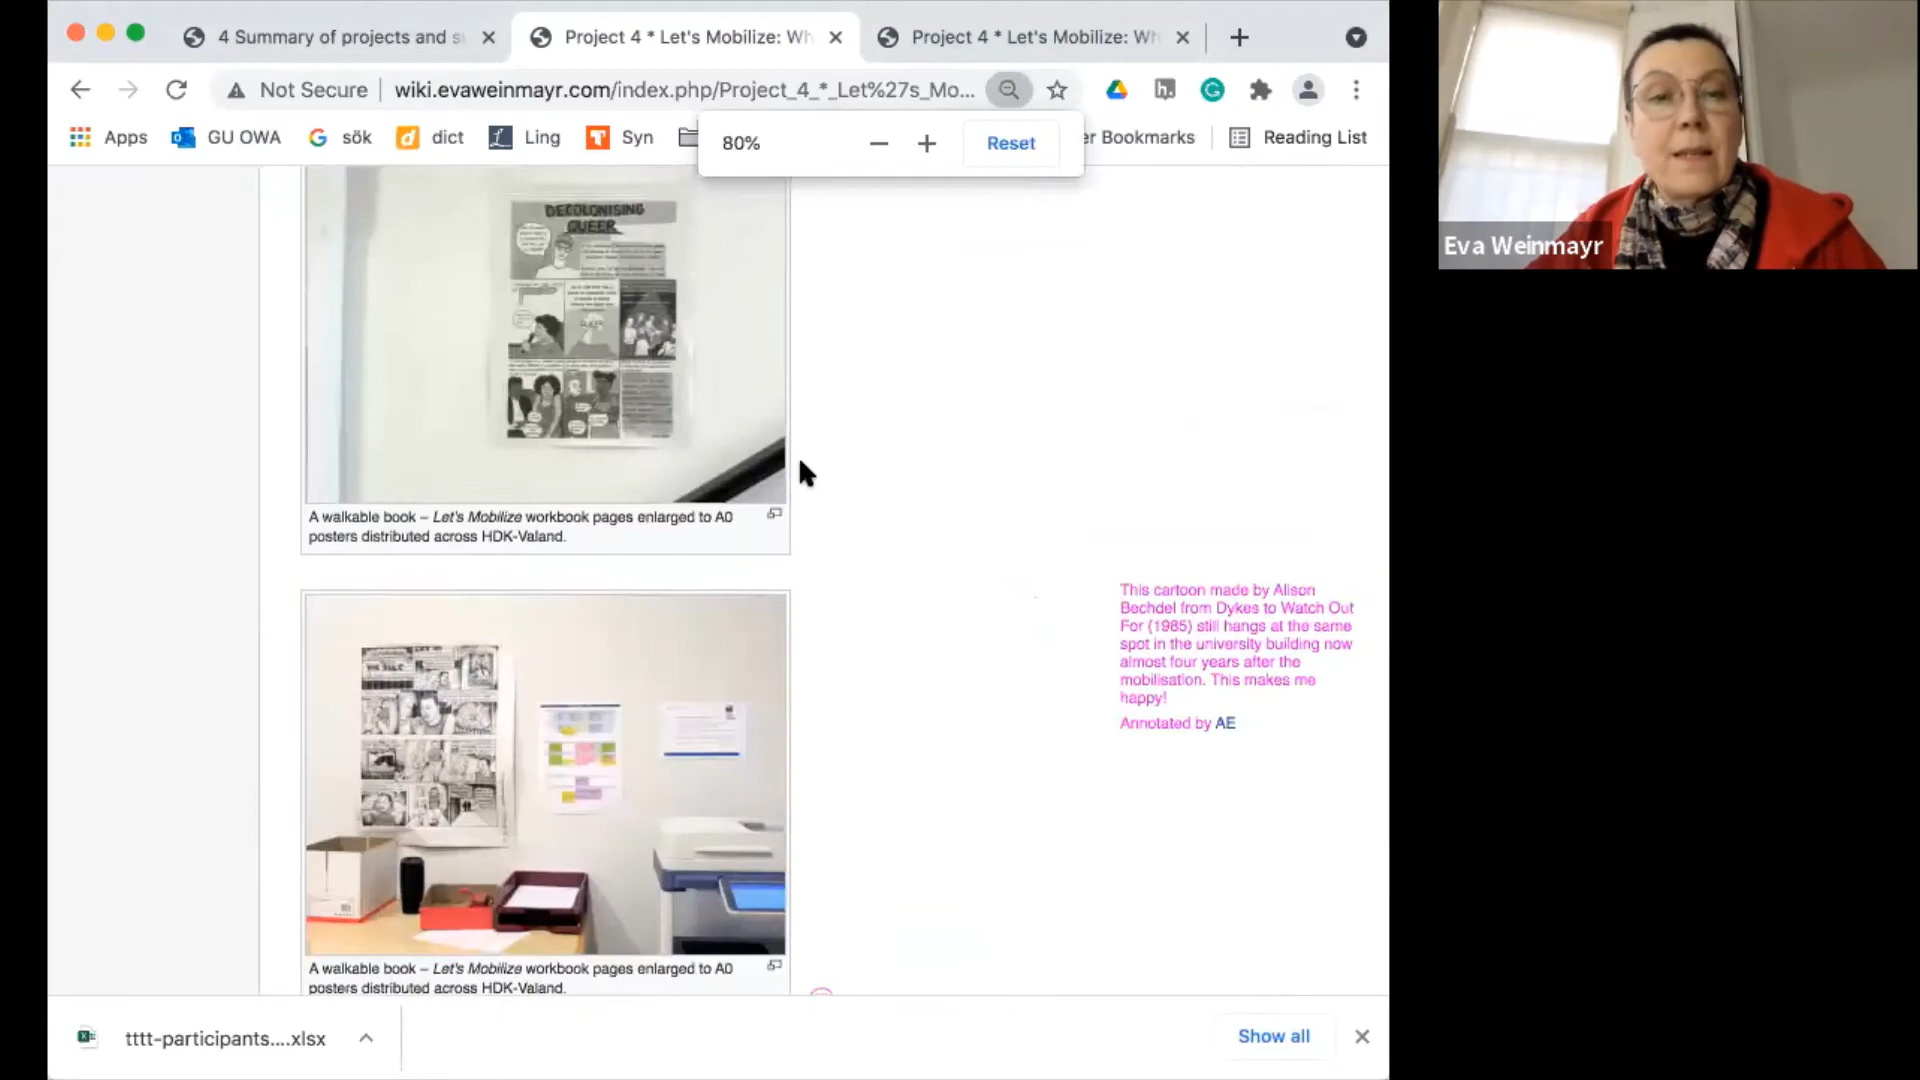 4 Summary of projects and s
Project 4 * Let's Mobilize: Wh
Project 4 * Let's Mobilize: Wh
Not Secure
wiki.evaweinmayr.com/index.php/Project_4_*_Let%27s_Mo...
Apps
GU OWA
sök
dict
Ling
Syn
er Bookmarks
Reading List
80%
Reset
DECOLONISING
QUEER
A walkable book – Let's Mobilize workbook pages enlarged to A0
posters distributed across HDK-Valand.
This cartoon made by Alison
Bechdel from Dykes to Watch Out
For (1985) still hangs at the same
spot in the university building now
almost four years after the
mobilisation. This makes me
happy!
Annotated by AE
A walkable book – Let's Mobilize workbook pages enlarged to A0
posters distributed across HDK-Valand.
tttt-participants....xlsx
Show all
Eva Weinmayr